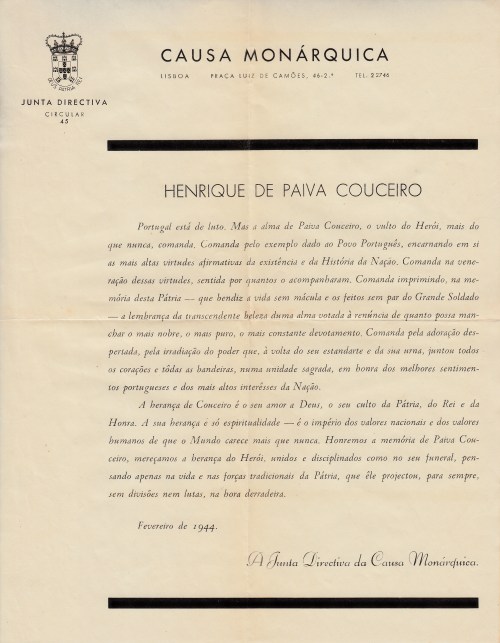 DEUS PATRIA REI
JUNTA DIRECTIVA
CIRCULAR
45
CAUSA MONÁRQUICA
LISBOA PRAÇA LUIZ DE CAMÕES, 46-2.º TEL. 23746
HENRIQUE DE PAIVA COUCEIRO
Portugal está de luto. Mas a alma de Paiva Couceiro, o vulto do Herói, mais do
que nunca, comanda. Comanda pelo exemplo dado ao Povo Português, encarnando em si
as mais altas virtudes afirmativas da existência e da História da Nação. Comanda na vene-
ração dessas virtudes, sentida por quantos o acompanharam. Comanda imprimindo, na me-
mória desta Pátria — que bendiz a vida sem mácula e os feitos sem par do Grande Soldado
— a lembrança da transcendente beleza duma alma votada à renúncia de quanto possa man-
char o mais nobre, o mais puro, o mais constante devotamento. Comanda pela adoração des-
pertada, pela irradiação do poder que, à volta do seu estandarte e da sua urna, juntou todos
os corações e tôdas as bandeiras, numa unidade sagrada, em honra dos melhores sentimen-
tos portugueses e dos mais altos interêsses da Nação.
A herança de Couceiro é o seu amor a Deus, o seu culto da Pátria, do Rei e da
Honra. A sua herança é só espiritualidade — é o império dos valores nacionais e dos valores
humanos de que o Mundo carece mais que nunca. Honremos a memória de Paiva Cou-
ceiro, mereçamos a herança do Herói, unidos e disciplinados como no seu funeral, pen-
sando apenas na vida e nas forças tradicionais da Pátria, que êle projectou, para sempre,
sem divisões nem lutas, na hora derradeira.
Fevereiro de 1944.
A Junta Directiva da Causa Monárquica.